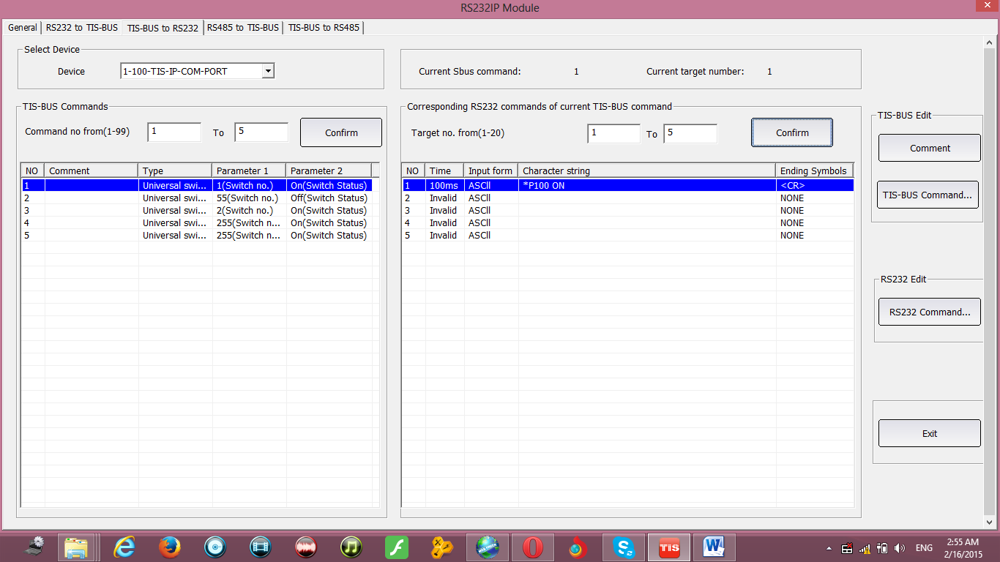 RS232IP Module
General RS232 to TIS-BUS TIS-BUS to RS232 RS485 to TIS-BUS TIS-BUS to RS485
Select Device
Device 1-100-TIS-IP-COM-PORT
Current Sbus command: 1 Current target number: 1
TIS-BUS Commands
Command no from(1-99) 1 To 5 Confirm
NO Comment Type Parameter 1 Parameter 2
1 Universal swi... 1(Switch no.) On(Switch Status)
2 Universal swi... 55(Switch no.) Off(Switch Status)
3 Universal swi... 2(Switch no.) On(Switch Status)
4 Universal swi... 255(Switch n... On(Switch Status)
5 Universal swi... 255(Switch n... On(Switch Status)
Corresponding RS232 commands of current TIS-BUS command
Target no. from(1-20) 1 To 5 Confirm
NO Time Input form Character string Ending Symbols
1 100ms ASCll *P100 ON <CR>
2 Invalid ASCll NONE
3 Invalid ASCll NONE
4 Invalid ASCll NONE
5 Invalid ASCll NONE
TIS-BUS Edit
Comment
TIS-BUS Command...
RS232 Edit
RS232 Command...
Exit
TIS
ENG
2:55 AM
2/16/2015